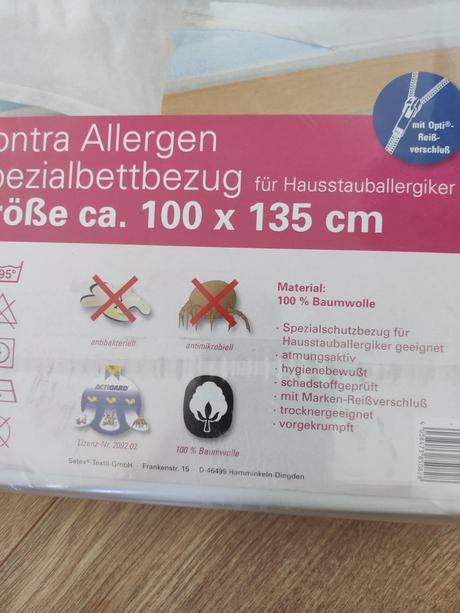 mit Opti®-
Reiß-
verschluß
ontra Allergen
pezialbettbezug für Hausstauballergiker
röße ca. 100 x 135 cm
95°
antibakteriell
antimikrobiell
ACTIGARD
Lizenz-Nr. 2092.02
100 % Baumwolle
Material:
100 % Baumwolle
· Spezialschutzbezug für
Hausstauballergiker geeignet
· atmungsaktiv
· hygienebewußt
· schadstoffgeprüft
· mit Marken-Reißverschluß
· trocknergeeignet
· vorgekrumpft
Setex®-Textil-GmbH · Frankenstr. 15 · D-46499 Hamminkeln-Dingden